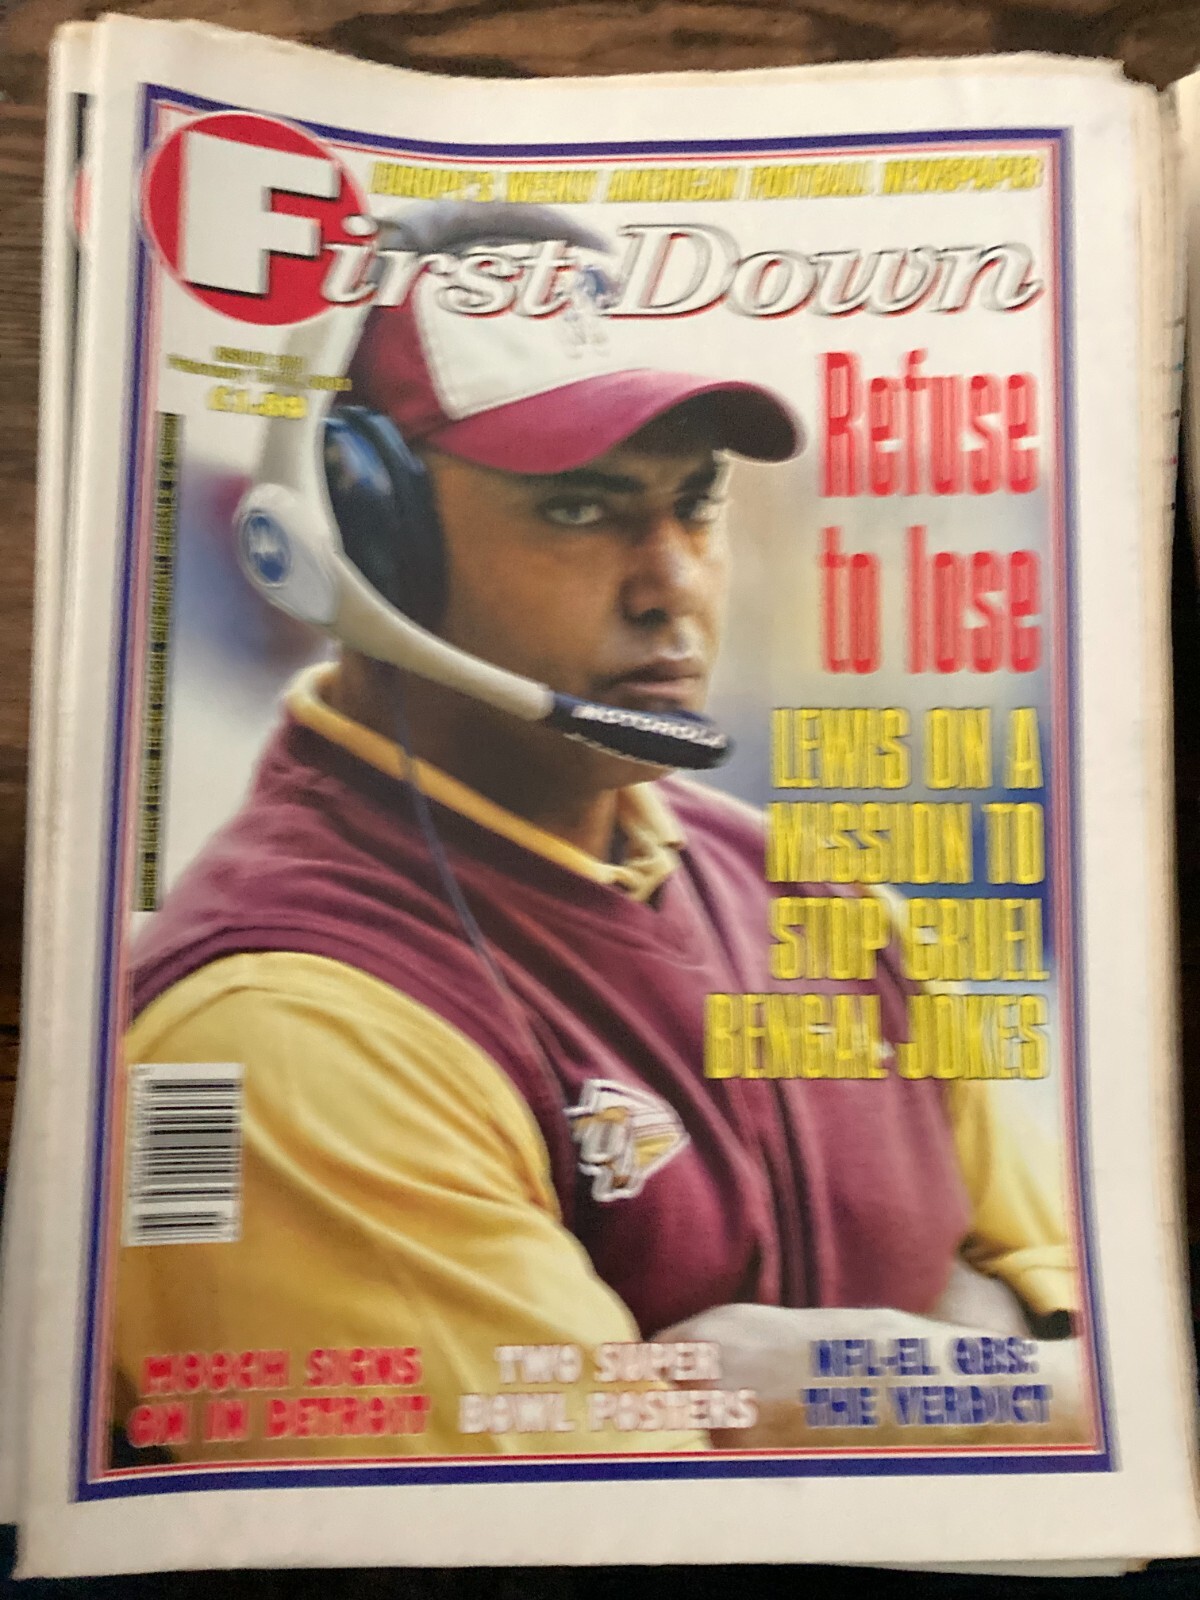 EUROPE'S WEEKLY AMERICAN FOOTBALL NEWSPAPER
First Down
Refuse
to lose
LEWIS ON A
MISSION TO
STOP CRUEL
BENGAL JOKES
MOTOROLA
MOOCH SIGNS
ON IN DETROIT
TWO SUPER
BOWL POSTERS
NFL-EL QBS:
THE VERDICT